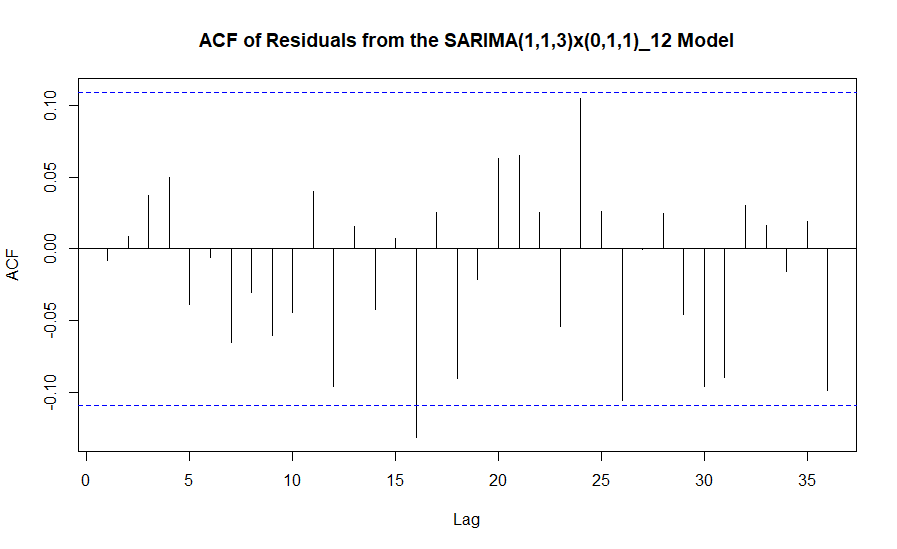 ACF of Residuals from the SARIMA(1,1,3)x(0,1,1)_12 Model
0.10
0.05
0.00
-0.05
-0.10
ACF
0 5 10 15 20 25 30 35
Lag